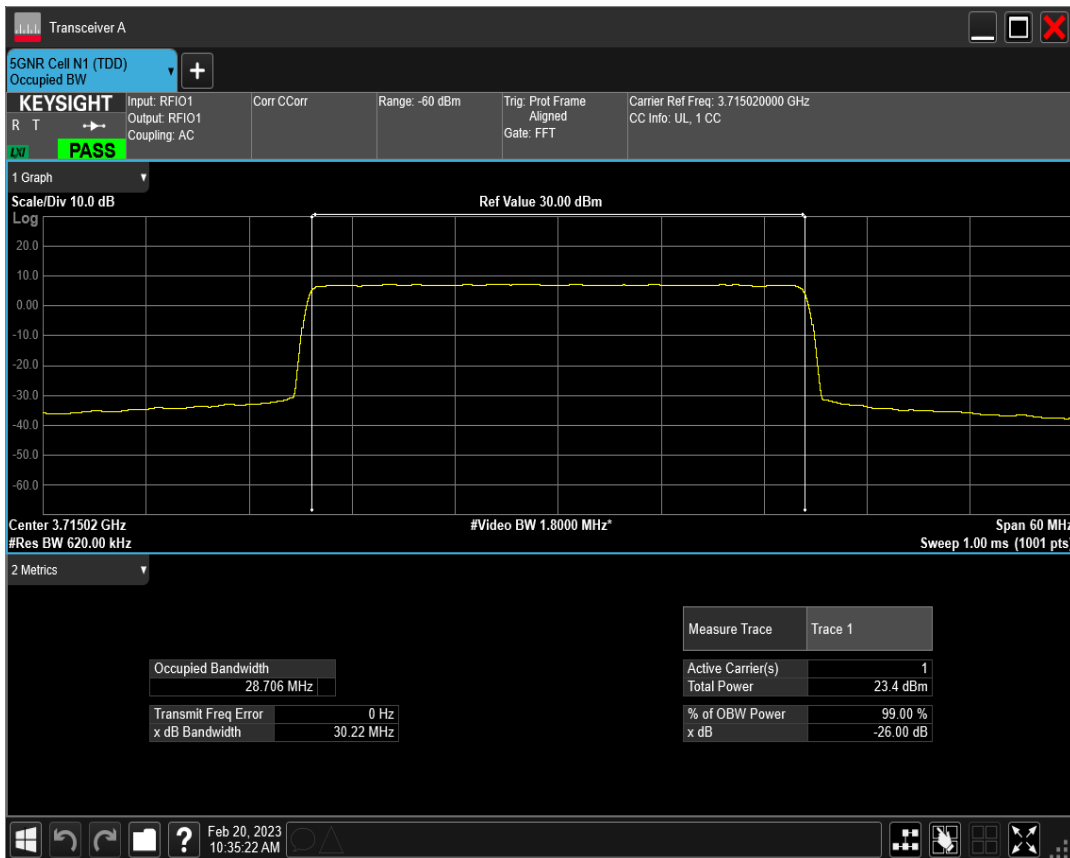 Transceiver A
5GNR Cell N1 (TDD)
Occupied BW
KEYSIGHT
R T
LXI
PASS
Input: RFIO1
Output: RFIO1
Coupling: AC
Corr CCorr
Range: -60 dBm
Trig: Prot Frame
Aligned
Gate: FFT
Carrier Ref Freq: 3.715020000 GHz
CC Info: UL, 1 CC
1 Graph
Scale/Div 10.0 dB
Ref Value 30.00 dBm
Log
20.0
10.0
0.00
-10.0
-20.0
-30.0
-40.0
-50.0
-60.0
Center 3.71502 GHz
#Video BW 1.8000 MHz*
Span 60 MHz
#Res BW 620.00 kHz
Sweep 1.00 ms (1001 pts)
2 Metrics
Measure Trace Trace 1
Occupied Bandwidth
28.706 MHz
Active Carrier(s) 1
Total Power 23.4 dBm
Transmit Freq Error 0 Hz
x dB Bandwidth 30.22 MHz
% of OBW Power 99.00 %
x dB -26.00 dB
Feb 20, 2023
10:35:22 AM